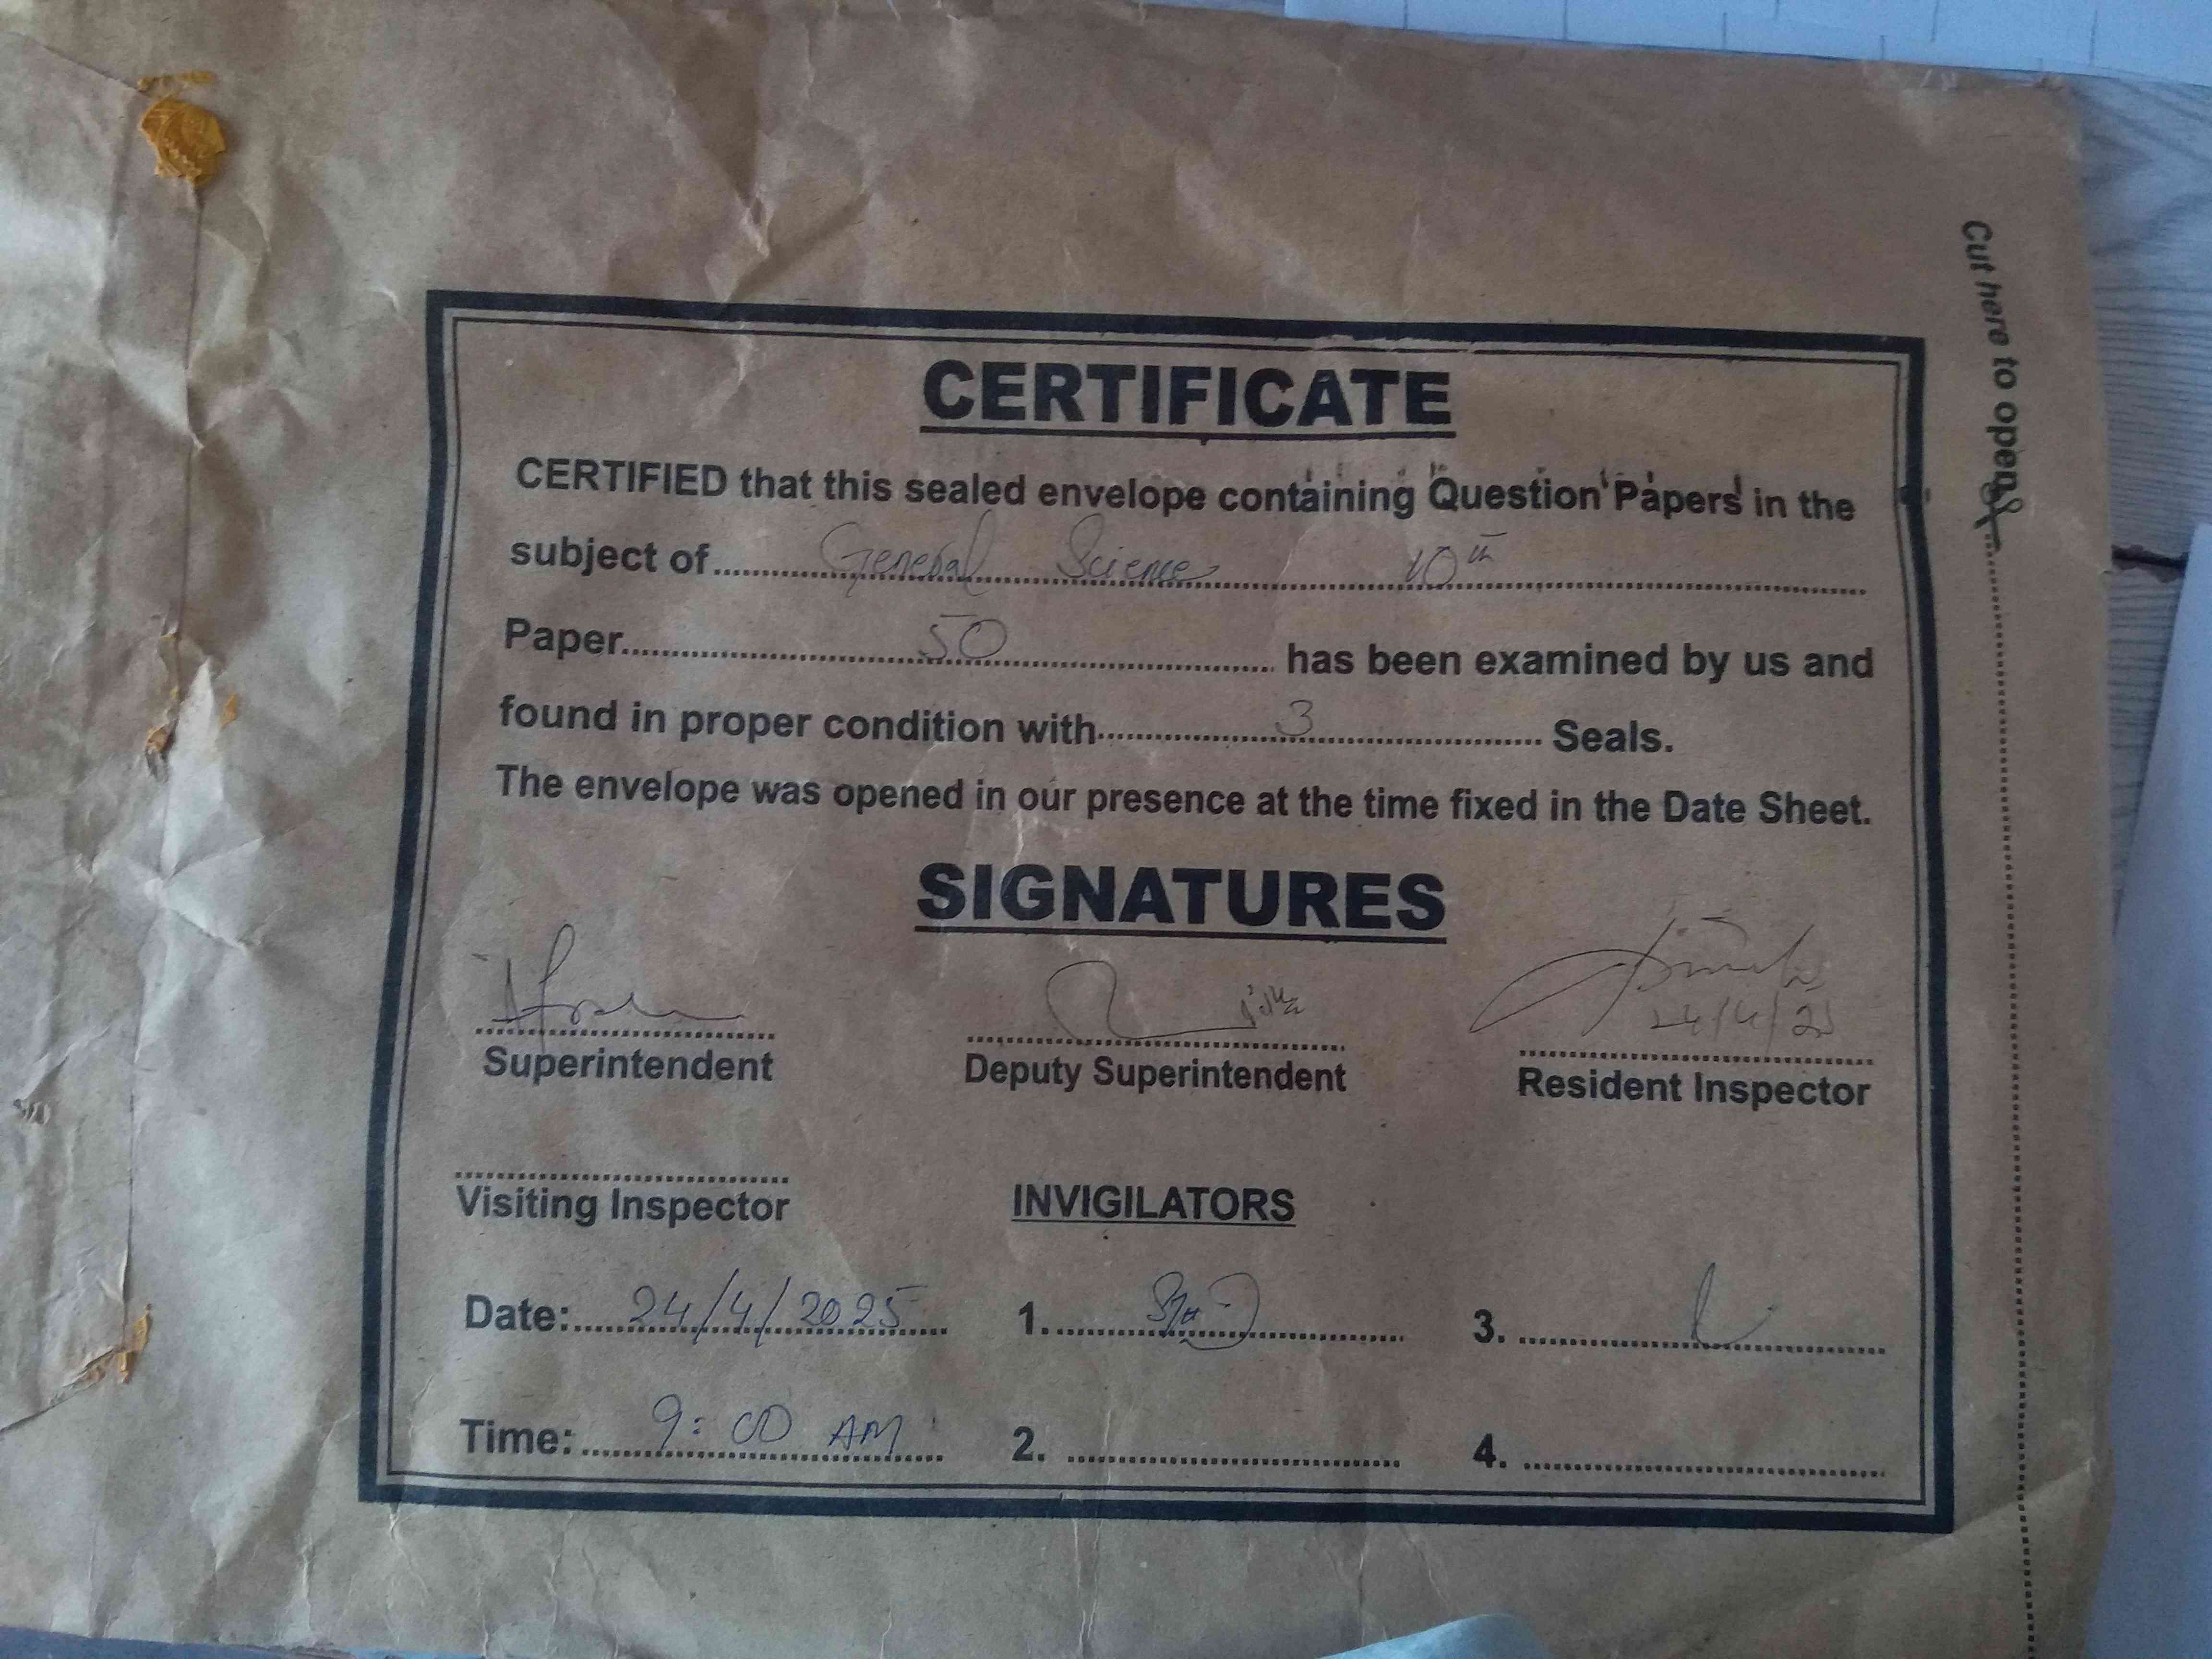 Cut here to open
CERTIFICATE
CERTIFIED that this sealed envelope containing Question Papers in the
subject of General Science 10th
Paper 50 has been examined by us and
found in proper condition with 3 Seals.
The envelope was opened in our presence at the time fixed in the Date Sheet.
SIGNATURES
24/4/25
Superintendent Deputy Superintendent Resident Inspector
Visiting Inspector INVIGILATORS
Date: 24/4/2025 1. 3.
Time: 9:00 AM 2. 4.